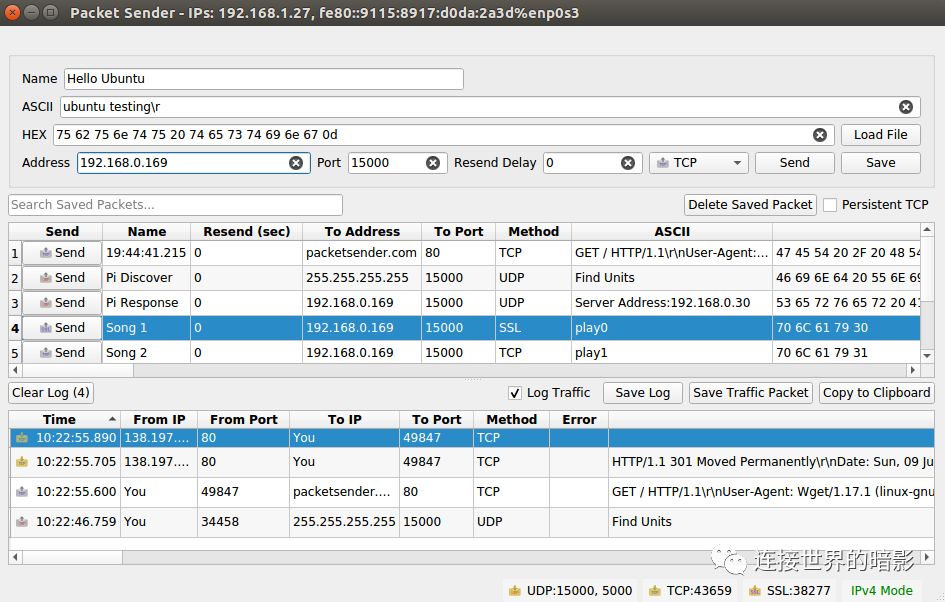 Packet Sender - IPs: 192.168.1.27, fe80::9115:8917:d0da:2a3d%enp0s3
Name Hello Ubuntu
ASCII ubuntu testing\r
HEX 75 62 75 6e 74 75 20 74 65 73 74 69 6e 67 0d Load File
Address 192.168.0.169 Port 15000 Resend Delay 0 TCP Send Save
Search Saved Packets... Delete Saved Packet Persistent TCP
Send Name Resend (sec) To Address To Port Method ASCII
1 Send 19:44:41.215 0 packetsender.com 80 TCP GET / HTTP/1.1\r\nUser-Agent:... 47 45 54 20 2F 20 48 54
2 Send Pi Discover 0 255.255.255.255 15000 UDP Find Units 46 69 6E 64 20 55 6E 69
3 Send Pi Response 0 192.168.0.169 15000 UDP Server Address:192.168.0.30 53 65 72 76 65 72 20 41
4 Send Song 1 0 192.168.0.169 15000 SSL play0 70 6C 61 79 30
5 Send Song 2 0 192.168.0.169 15000 TCP play1 70 6C 61 79 31
Clear Log (4) Log Traffic Save Log Save Traffic Packet Copy to Clipboard
Time From IP From Port To IP To Port Method Error
10:22:55.890 138.197.... 80 You 49847 TCP
10:22:55.705 138.197.... 80 You 49847 TCP HTTP/1.1 301 Moved Permanently\r\nDate: Sun, 09 Ju
10:22:55.600 You 49847 packetsender.... 80 TCP GET / HTTP/1.1\r\nUser-Agent: Wget/1.17.1 (linux-gnu
10:22:46.759 You 34458 255.255.255.255 15000 UDP Find Units
连接世界的暗影
UDP:15000, 5000 TCP:43659 SSL:38277 IPv4 Mode